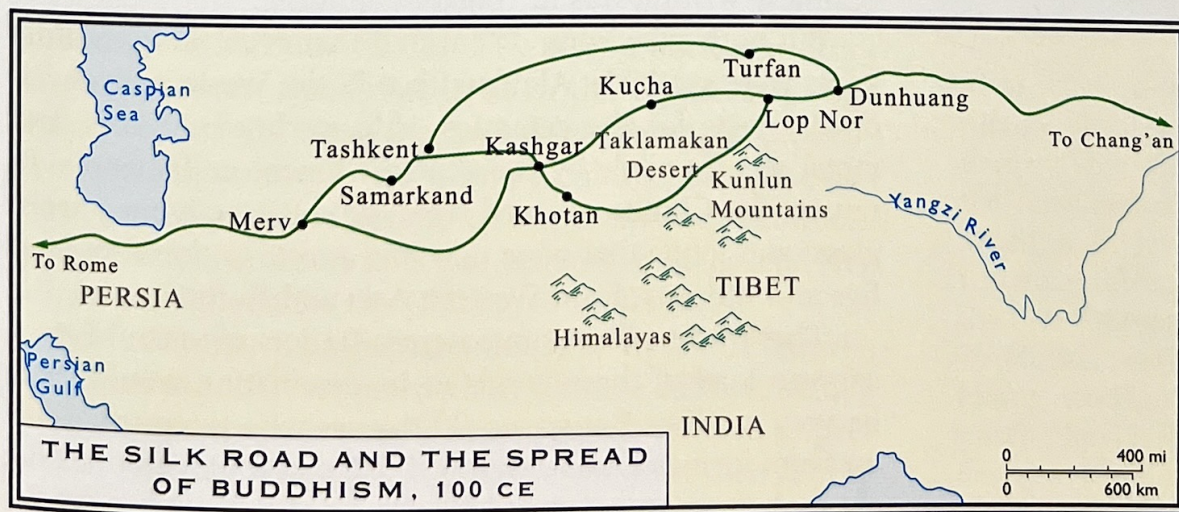 Caspian
Sea
Turfan
Kucha
Dunhuang
Lop Nor
To Chang'an
Tashkent
Kashgar
Taklamakan
Desert
Samarkand
Kunlun
Mountains
Khotan
Merv
Yangzi River
To Rome
PERSIA
TIBET
Himalayas
Persian
Gulf
INDIA
THE SILK ROAD AND THE SPREAD
OF BUDDHISM, 100 CE
0 400 mi
0 600 km